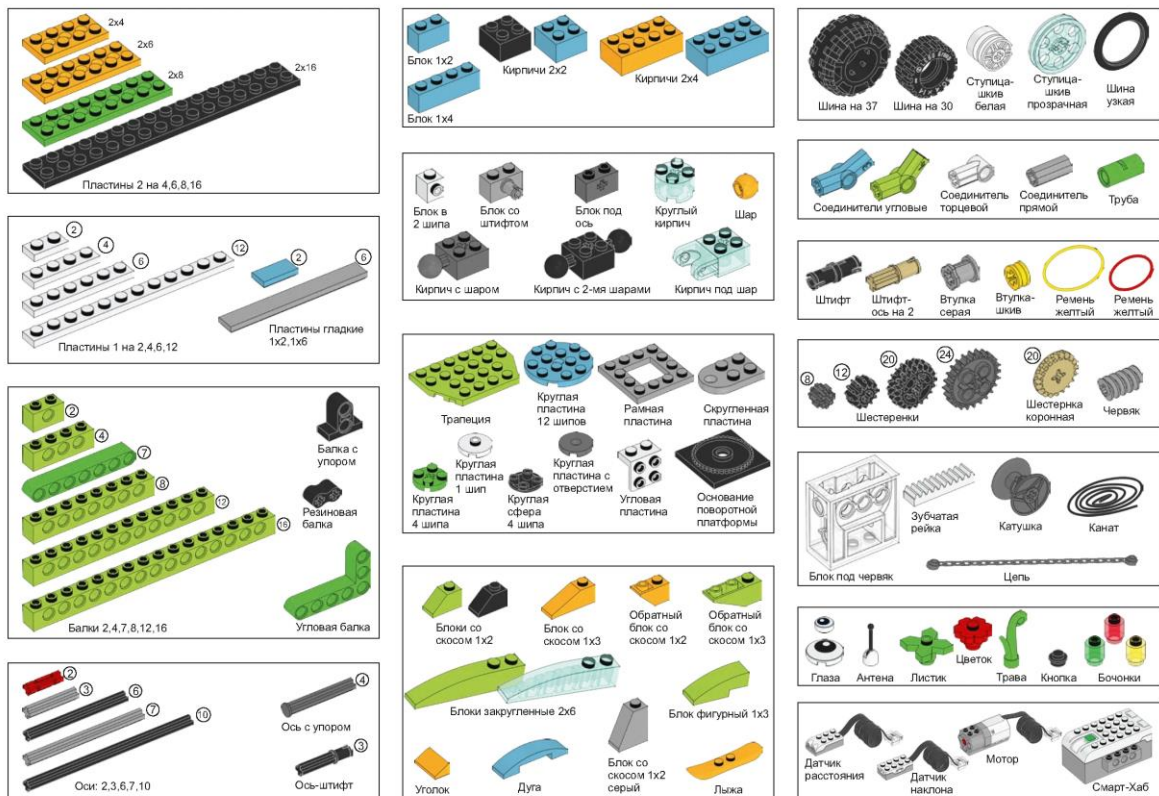 2x4
2x6
2x8
2x16
Пластины 2 на 4,6,8,16
2
4
6
12
2
6
Пластины гладкие
1x2,1x6
Пластины 1 на 2,4,6,12
2
4
7
8
12
16
Балка с
упором
Резиновая
балка
Балки 2,4,7,8,12,16
Угловая балка
2
3
6
7
10
4
Ось с упором
3
Оси: 2,3,6,7,10
Ось-штифт
Блок 1x2
Кирпичи 2x2
Кирпичи 2x4
Блок 1x4
Блок в
2 шипа
Блок со
штифтом
Блок под
ось
Круглый
кирпич
Шар
Кирпич с шаром
Кирпич с 2-мя шарами
Кирпич под шар
Трапеция
Круглая
пластина
12 шипов
Рамная
пластина
Скругленная
пластина
Круглая
пластина
4 шипа
Круглая
пластина
1 шип
Круглая
сфера
4 шипа
Круглая
пластина с
отверстием
Угловая
пластина
Основание
поворотной
платформы
Блоки со
скосом 1x2
Блок со
скосом 1x3
Обратный
блок со
скосом 1x2
Обратный
блок со
скосом 1x3
Блоки закругленные 2x6
Блок фигурный 1x3
Уголок
Дуга
Блок со
скосом 1x2
серый
Лыжа
Шина на 37
Шина на 30
Ступица-
шкив
белая
Ступица-
шкив
прозрачная
Шина
узкая
Соединители угловые
Соединитель
торцевой
Соединитель
прямой
Труба
Штифт
Штифт-
ось на 2
Втулка
серая
Втулка-
шкив
Ремень
желтый
Ремень
желтый
8
12
20
24
20
Шестеренки
Шестернка
коронная
Червяк
Блок под червяк
Зубчатая
рейка
Катушка
Канат
Цепь
Глаза
Антена
Листик
Цветок
Трава
Кнопка
Бочонки
Датчик
расстояния
Датчик
наклона
Мотор
Смарт-Хаб